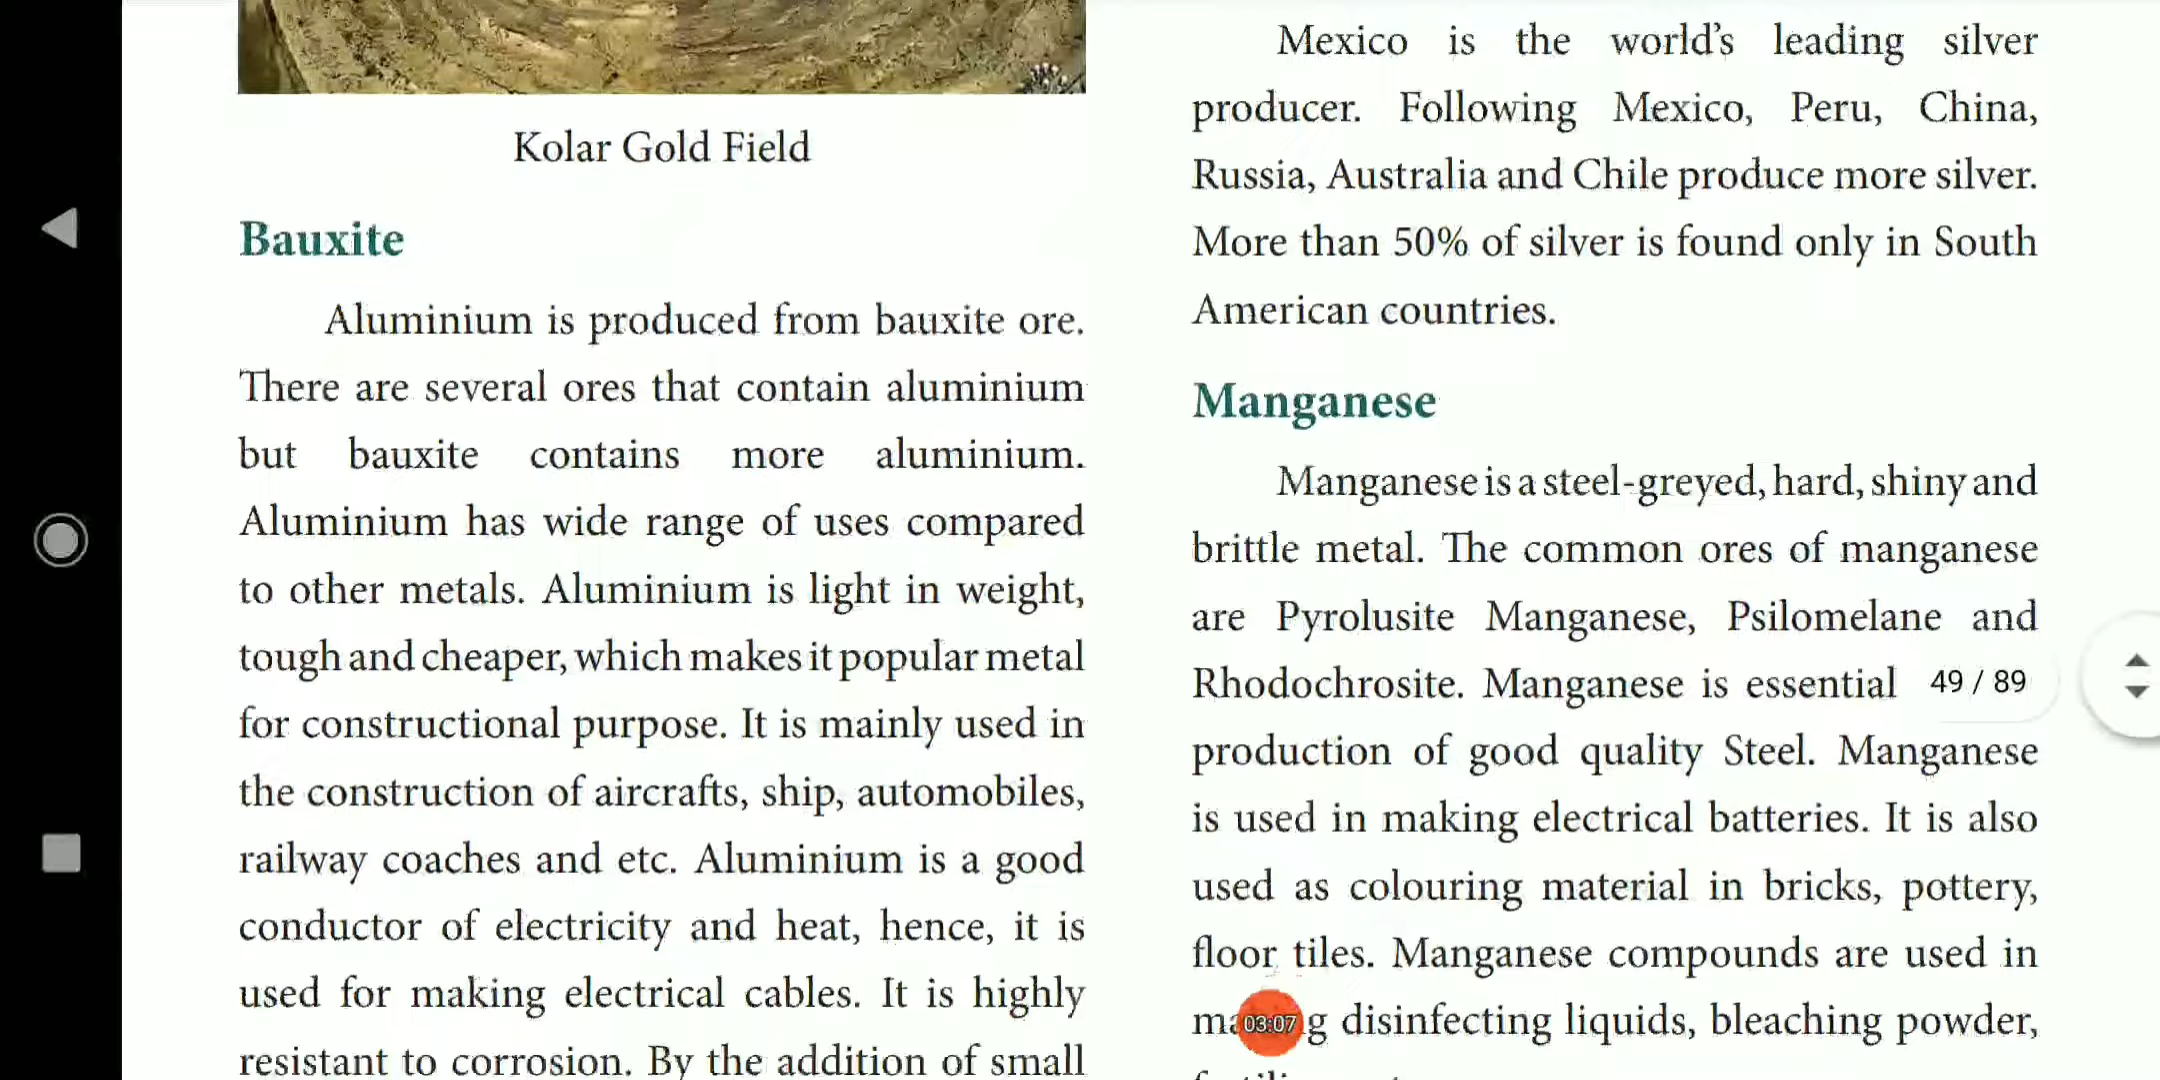 Kolar Gold Field
Bauxite
Aluminium is produced from bauxite ore.
There are several ores that contain aluminium
but bauxite contains more aluminium.
Aluminium has wide range of uses compared
to other metals. Aluminium is light in weight,
tough and cheaper, which makes it popular metal
for constructional purpose. It is mainly used in
the construction of aircrafts, ship, automobiles,
railway coaches and etc. Aluminium is a good
conductor of electricity and heat, hence, it is
used for making electrical cables. It is highly
resistant to corrosion. By the addition of small
Mexico is the world's leading silver
producer. Following Mexico, Peru, China,
Russia, Australia and Chile produce more silver.
More than 50% of silver is found only in South
American countries.
Manganese
Manganese is a steel-greyed, hard, shiny and
brittle metal. The common ores of manganese
are Pyrolusite Manganese, Psilomelane and
Rhodochrosite. Manganese is essential
49 / 89
production of good quality Steel. Manganese
is used in making electrical batteries. It is also
used as colouring material in bricks, pottery,
floor tiles. Manganese compounds are used in
03:07
disinfecting liquids, bleaching powder,